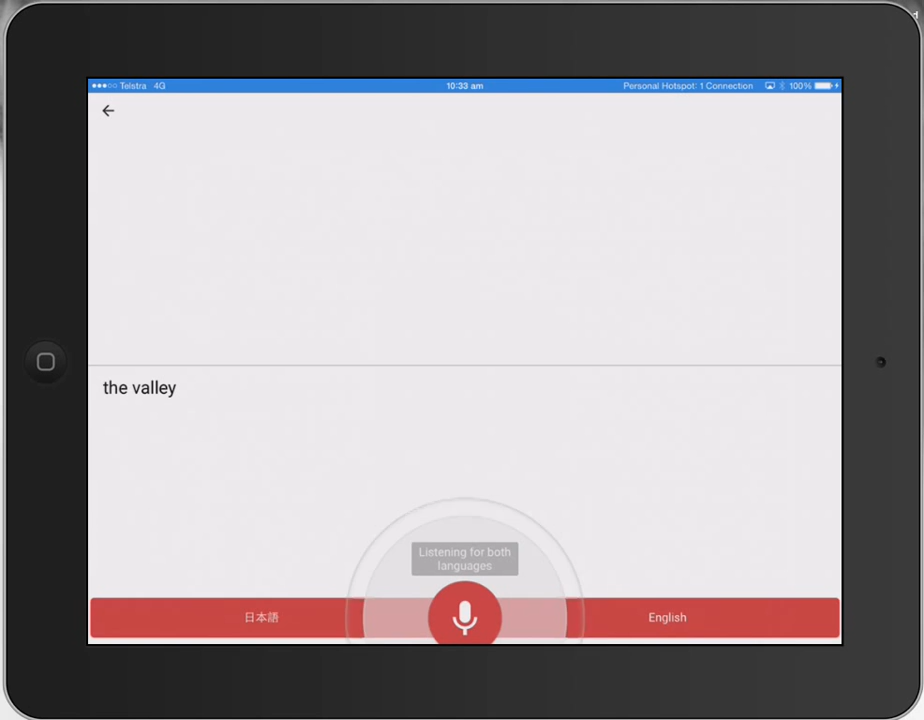 Telstra 4G 10:33 am Personal Hotspot: 1 Connection 100%
the valley
Listening for both
languages
日本語 English